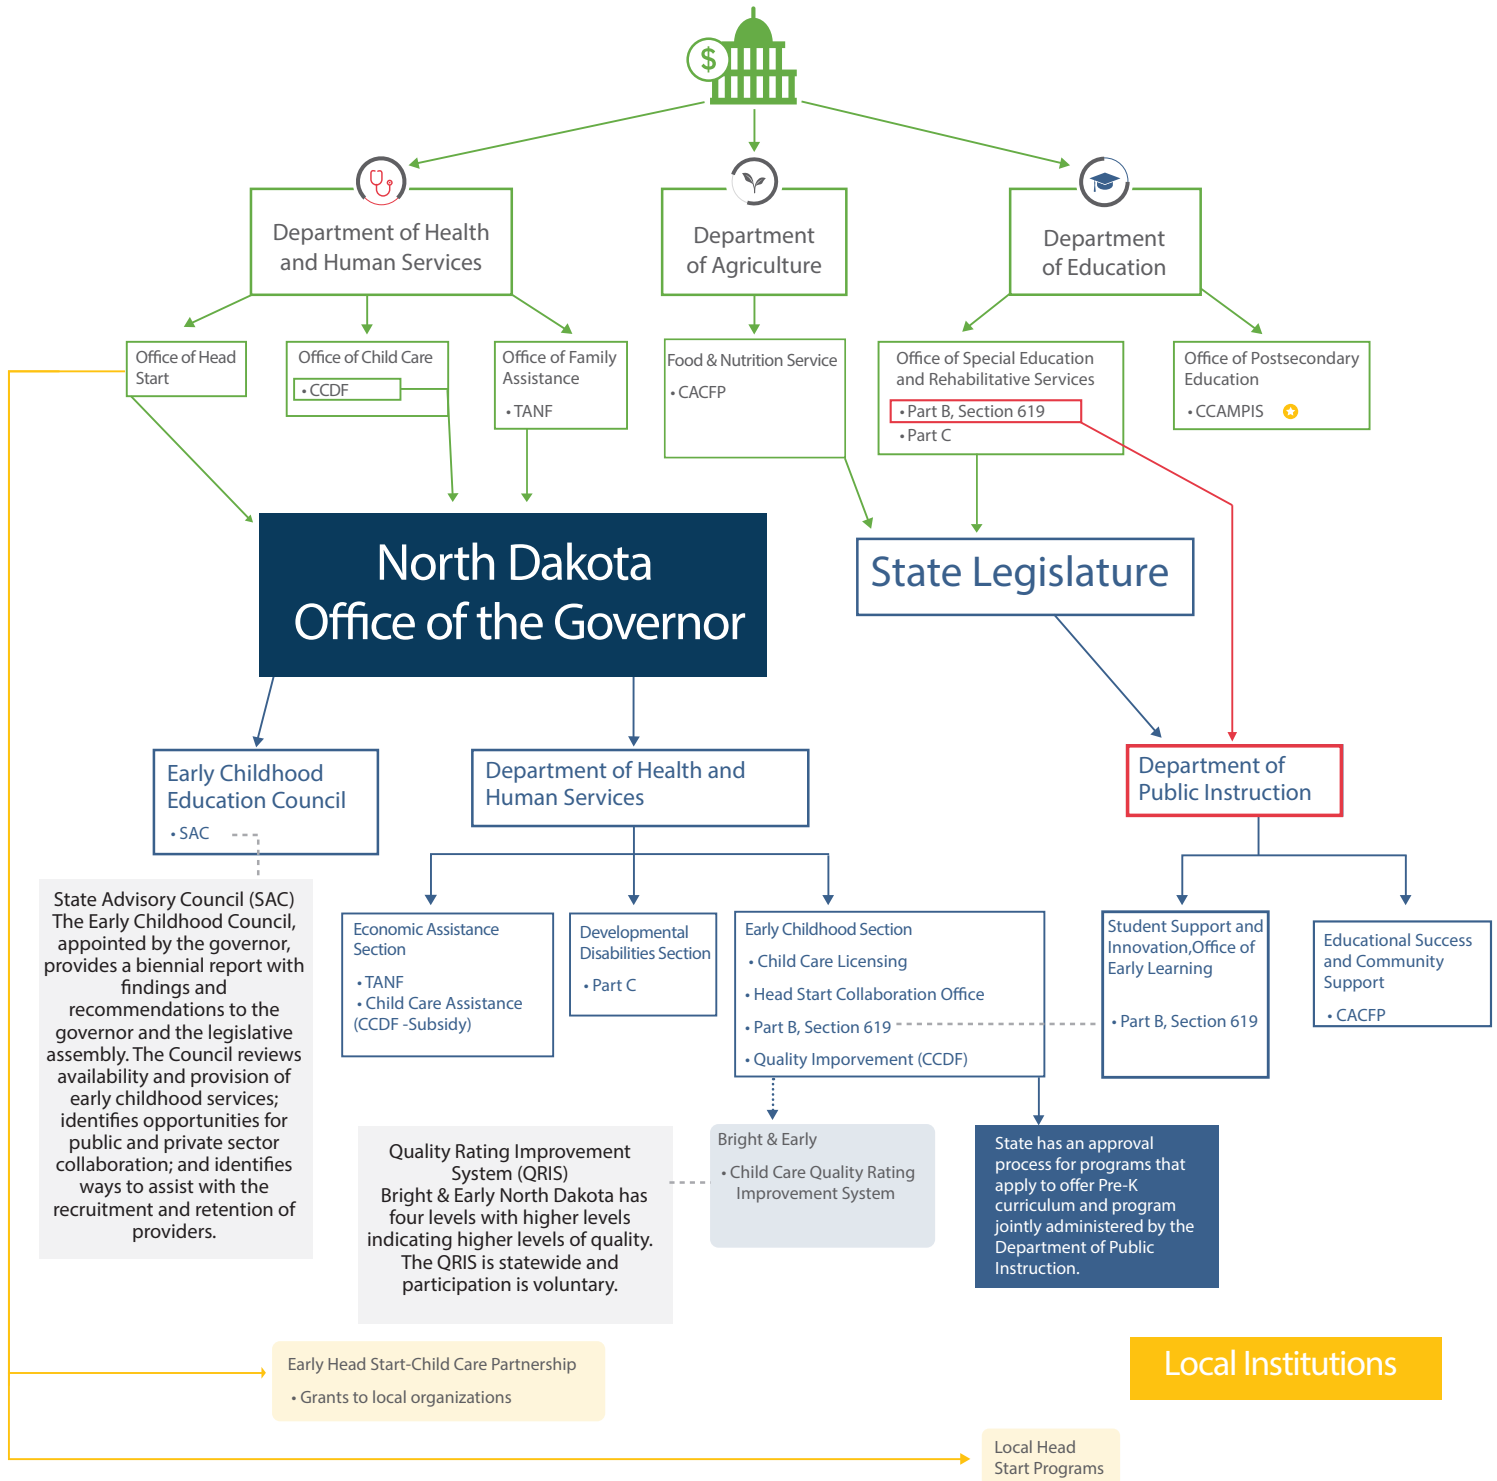 $
Department of Health
and Human Services
Department
of Agriculture
Department
of Education
Office of Head
Start
Office of Child Care
• CCDF
Office of Family
Assistance
• TANF
Food & Nutrition Service
• CACFP
Office of Special Education
and Rehabilitative Services
• Part B, Section 619
• Part C
Office of Postsecondary
Education
• CCAMPIS
North Dakota
Office of the Governor
State Legislature
Early Childhood
Education Council
• SAC
Department of Health and
Human Services
Department of
Public Instruction
State Advisory Council (SAC)
The Early Childhood Council,
appointed by the governor,
provides a biennial report with
findings and
recommendations to the
governor and the legislative
assembly. The Council reviews
availability and provision of
early childhood services;
identifies opportunities for
public and private sector
collaboration; and identifies
ways to assist with the
recruitment and retention of
providers.
Economic Assistance
Section
• TANF
• Child Care Assistance
(CCDF -Subsidy)
Developmental
Disabilities Section
• Part C
Early Childhood Section
• Child Care Licensing
• Head Start Collaboration Office
• Part B, Section 619
• Quality Imporvement (CCDF)
Student Support and
Innovation,Office of
Early Learning
• Part B, Section 619
Educational Success
and Community
Support
• CACFP
Quality Rating Improvement
System (QRIS)
Bright & Early North Dakota has
four levels with higher levels
indicating higher levels of quality.
The QRIS is statewide and
participation is voluntary.
Bright & Early
• Child Care Quality Rating
Improvement System
State has an approval
process for programs that
apply to offer Pre-K
curriculum and program
jointly administered by the
Department of Public
Instruction.
Early Head Start-Child Care Partnership
• Grants to local organizations
Local Institutions
Local Head
Start Programs